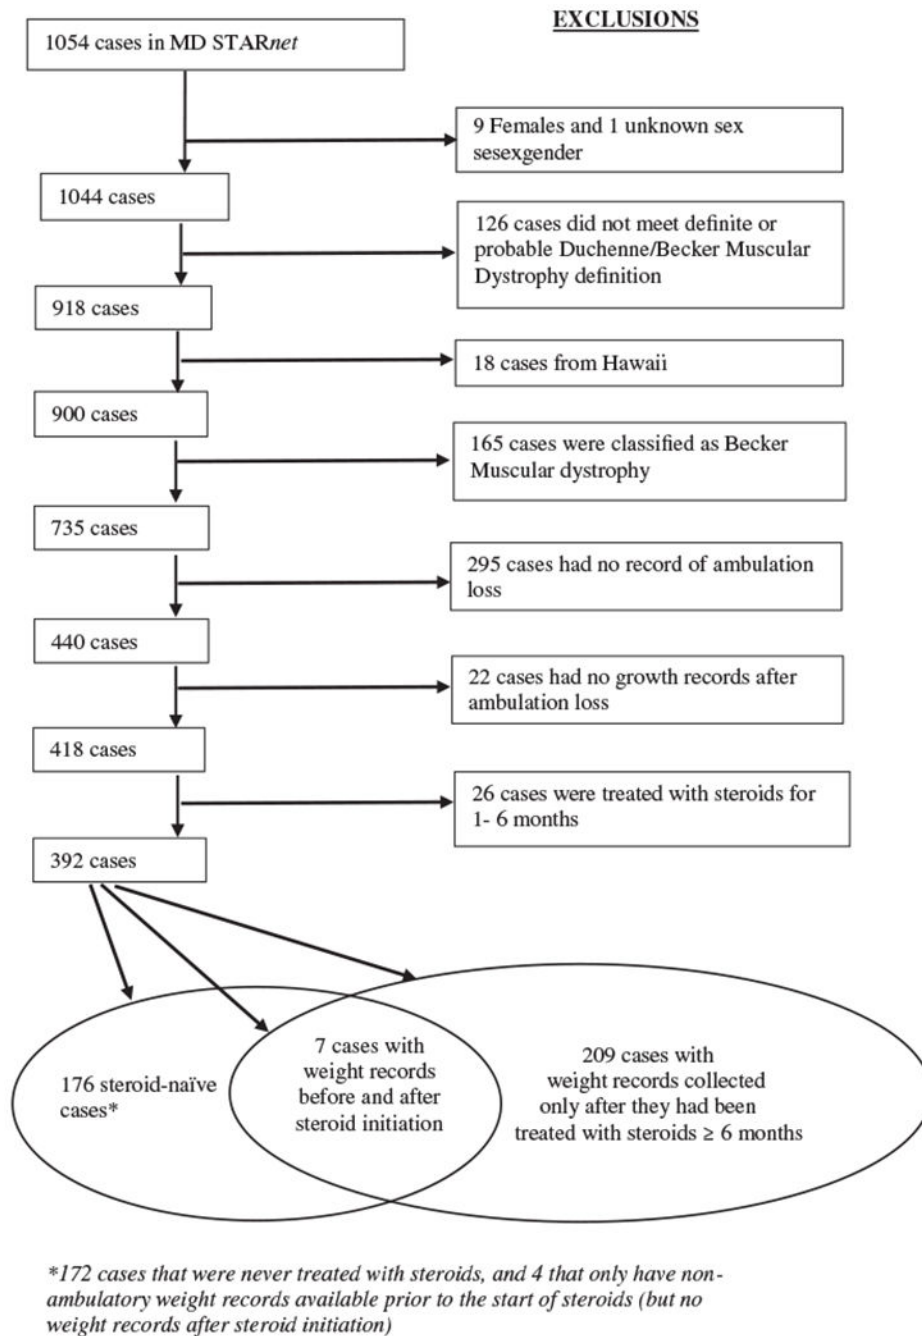 EXCLUSIONS
1054 cases in MD STARnet
9 Females and 1 unknown sex
sesexgender
1044 cases
126 cases did not meet definite or
probable Duchenne/Becker Muscular
Dystrophy definition
918 cases
18 cases from Hawaii
900 cases
165 cases were classified as Becker
Muscular dystrophy
735 cases
295 cases had no record of ambulation
loss
440 cases
22 cases had no growth records after
ambulation loss
418 cases
26 cases were treated with steroids for
1- 6 months
392 cases
176 steroid-naïve
cases*
7 cases with
weight records
before and after
steroid initiation
209 cases with
weight records collected
only after they had been
treated with steroids ≥ 6 months
*172 cases that were never treated with steroids, and 4 that only have non-
ambulatory weight records available prior to the start of steroids (but no
weight records after steroid initiation)